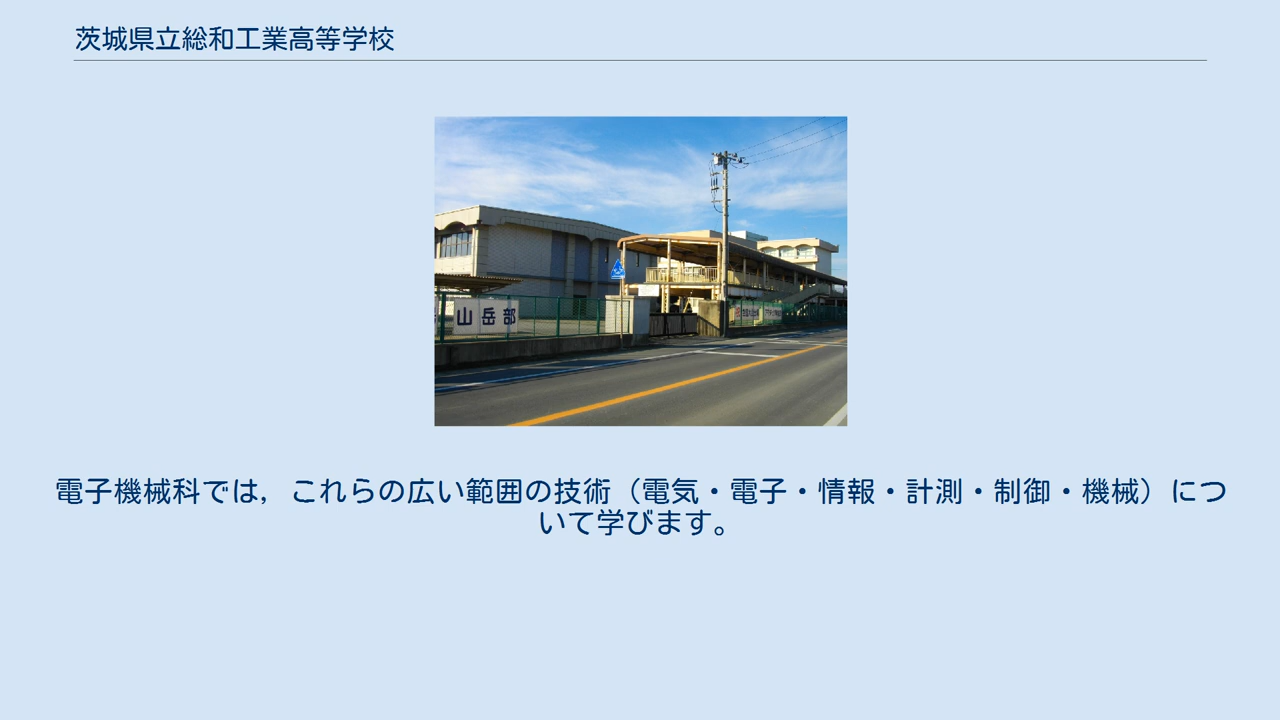 茨城県立総和工業高等学校
山岳部
電子機械科では，これらの広い範囲の技術（電気・電子・情報・計測・制御・機械）につ
いて学びます。